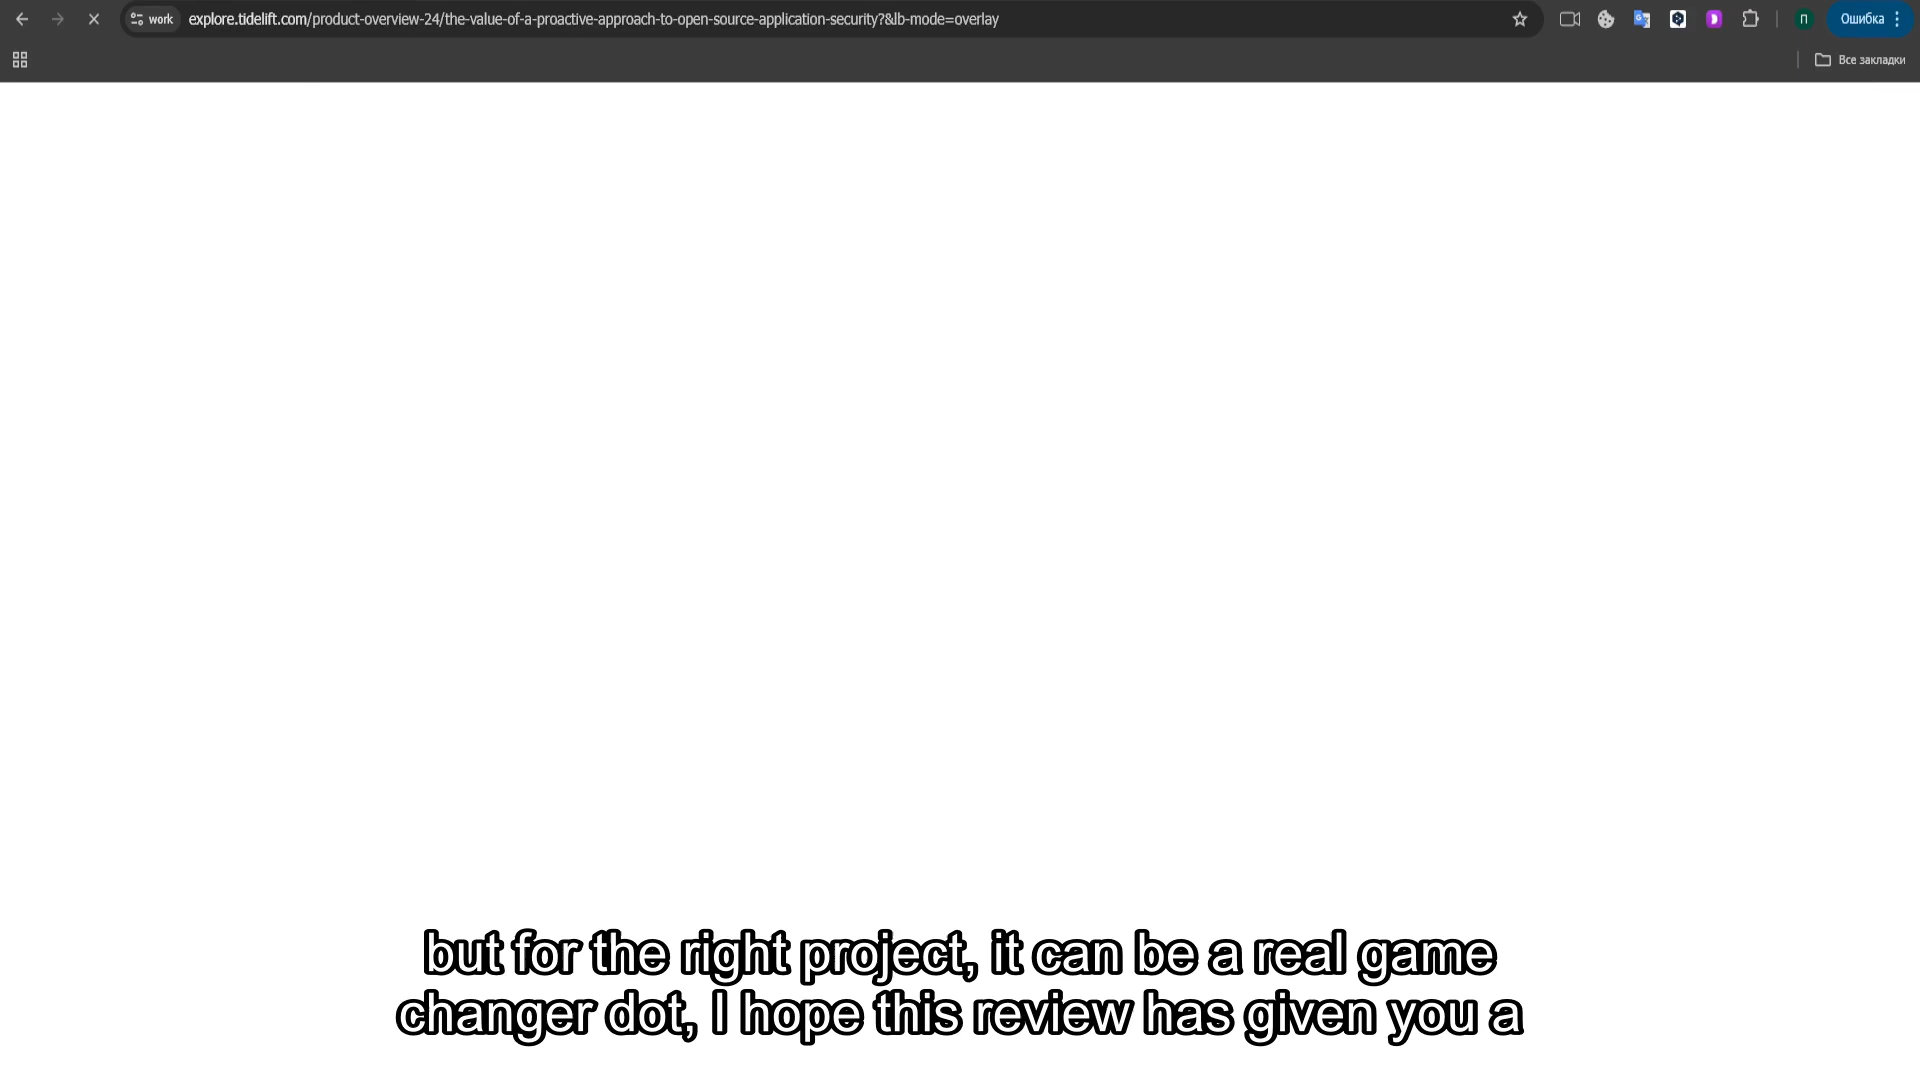 work explore.tidelift.com/product-overview-24/the-value-of-a-proactive-approach-to-open-source-application-security?&lb-mode=overlay П Ошибка
Все закладки
but for the right project, it can be a real game
changer dot, I hope this review has given you a